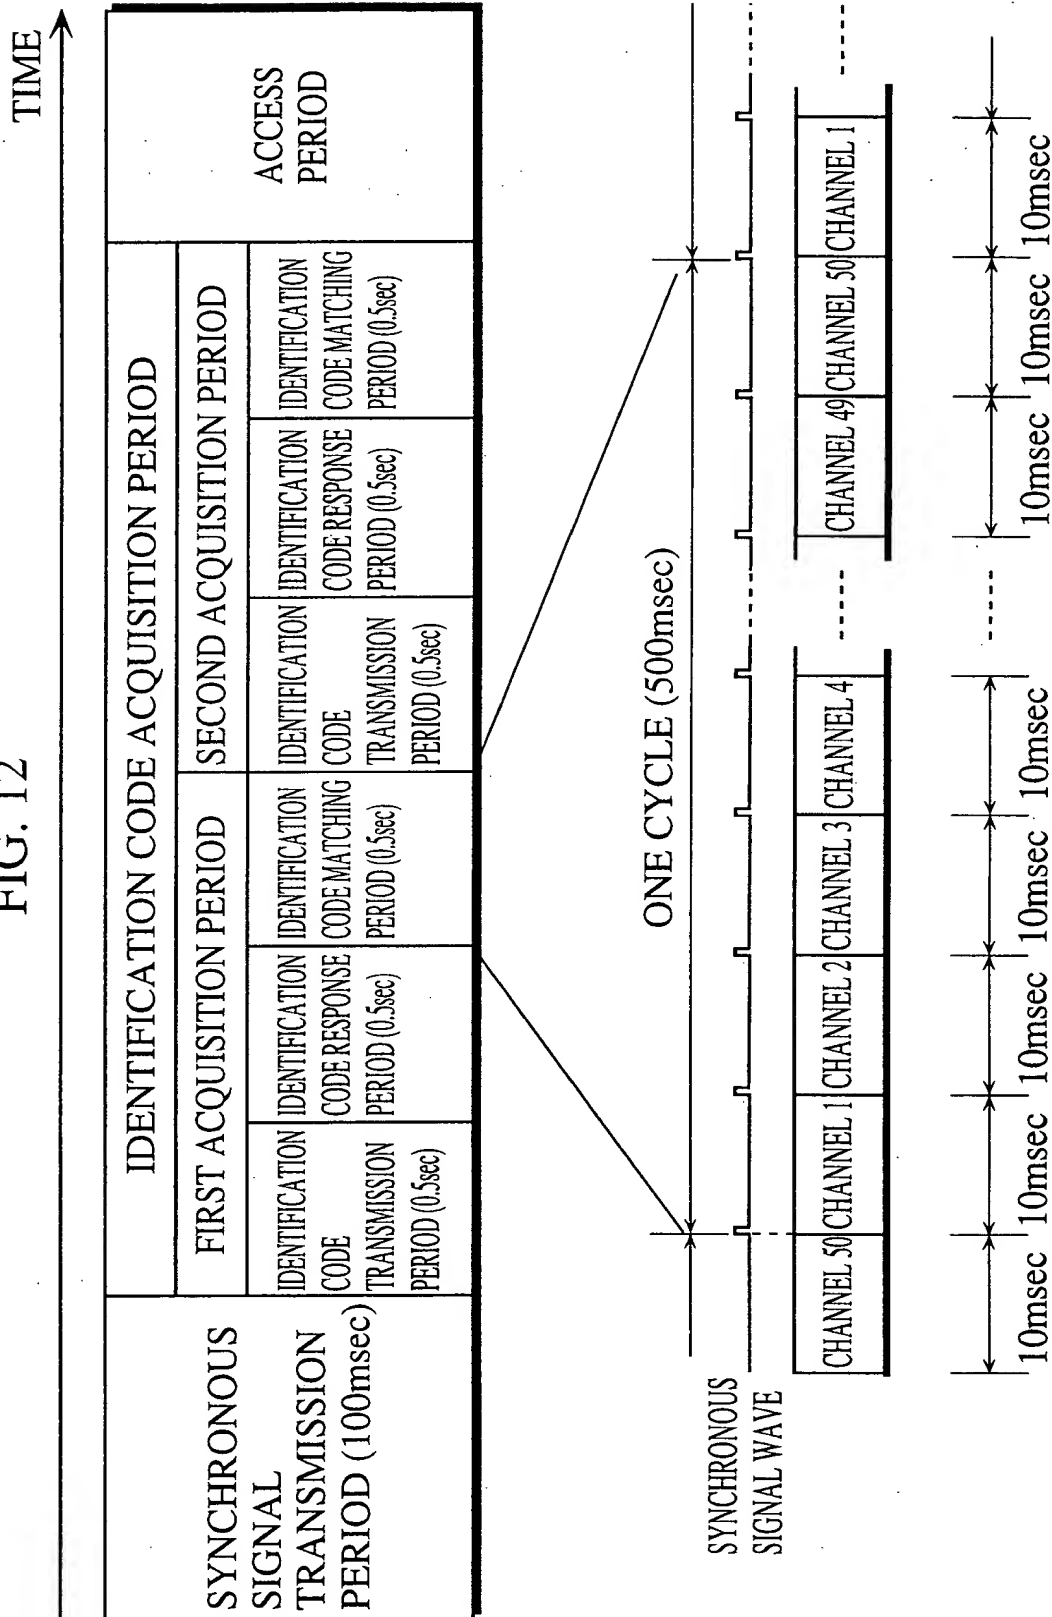 FIG. 12
TIME
SYNCHRONOUS
SIGNAL
TRANSMISSION
PERIOD (100msec)
IDENTIFICATION CODE ACQUISITION PERIOD
FIRST ACQUISITION PERIOD
SECOND ACQUISITION PERIOD
IDENTIFICATION
CODE
TRANSMISSION
PERIOD (0.5sec)
IDENTIFICATION
CODE RESPONSE
PERIOD (0.5sec)
IDENTIFICATION
CODE MATCHING
PERIOD (0.5sec)
IDENTIFICATION
CODE
TRANSMISSION
PERIOD (0.5sec)
IDENTIFICATION
CODE RESPONSE
PERIOD (0.5sec)
IDENTIFICATION
CODE MATCHING
PERIOD (0.5sec)
ACCESS
PERIOD
ONE CYCLE (500msec)
SYNCHRONOUS
SIGNAL WAVE
CHANNEL 50
CHANNEL 1
CHANNEL 2
CHANNEL 3
CHANNEL 4
CHANNEL 49
CHANNEL 50
CHANNEL 1
10msec
10msec
10msec
10msec
10msec
10msec
10msec
10msec